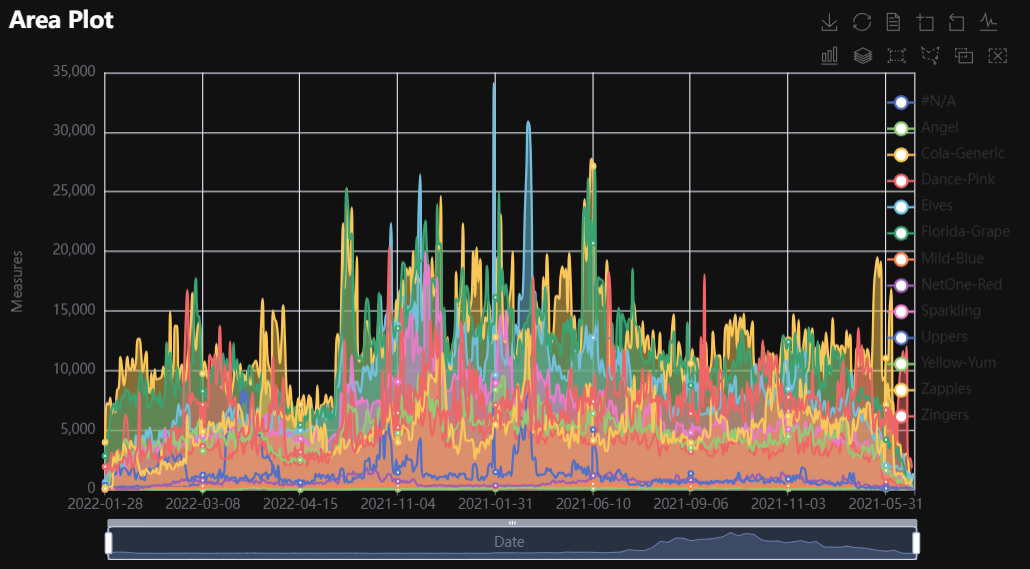 Area Plot
35,000
30,000
25,000
20,000
15,000
10,000
5,000
0
Measures
#N/A
Angel
Cola-Generic
Dance-Pink
Elves
Florida-Grape
Mild-Blue
NetOne-Red
Sparkling
Uppers
Yellow-Yum
Zappies
Zingers
2022-01-28 2022-03-08 2022-04-15 2021-11-04 2021-01-31 2021-06-10 2021-09-06 2021-11-03 2021-05-31
Date